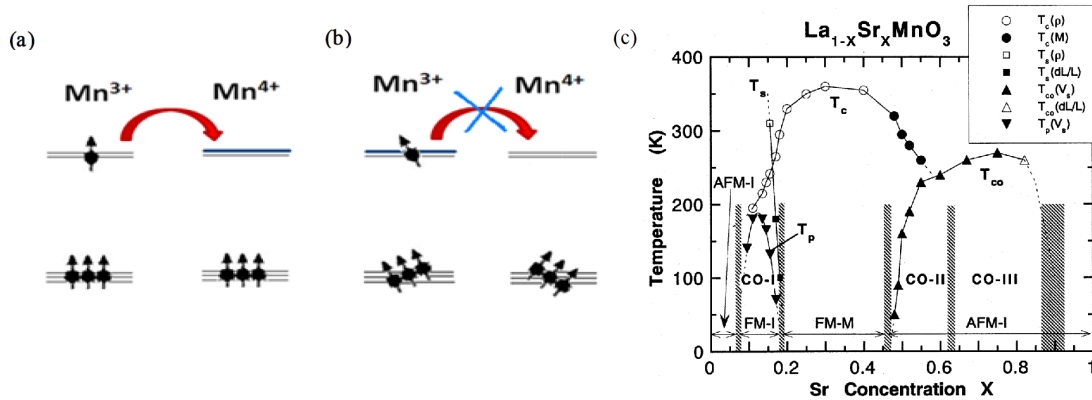 (a)
Mn3+
Mn4+
(b)
Mn3+
Mn4+
(c)
La1-XSrXMnO3
Tc(ρ)
Tc(M)
Ts(ρ)
Ts(dL/L)
Tco(Vs)
Tco(dL/L)
Tp(Vs)
400
300
200
100
0
Temperature (K)
Ts
Tc
Tco
Tp
AFM-I
CO-I
CO-II
CO-III
FM-I
FM-M
AFM-I
0
0.2
0.4
0.6
0.8
1
Sr Concentration X